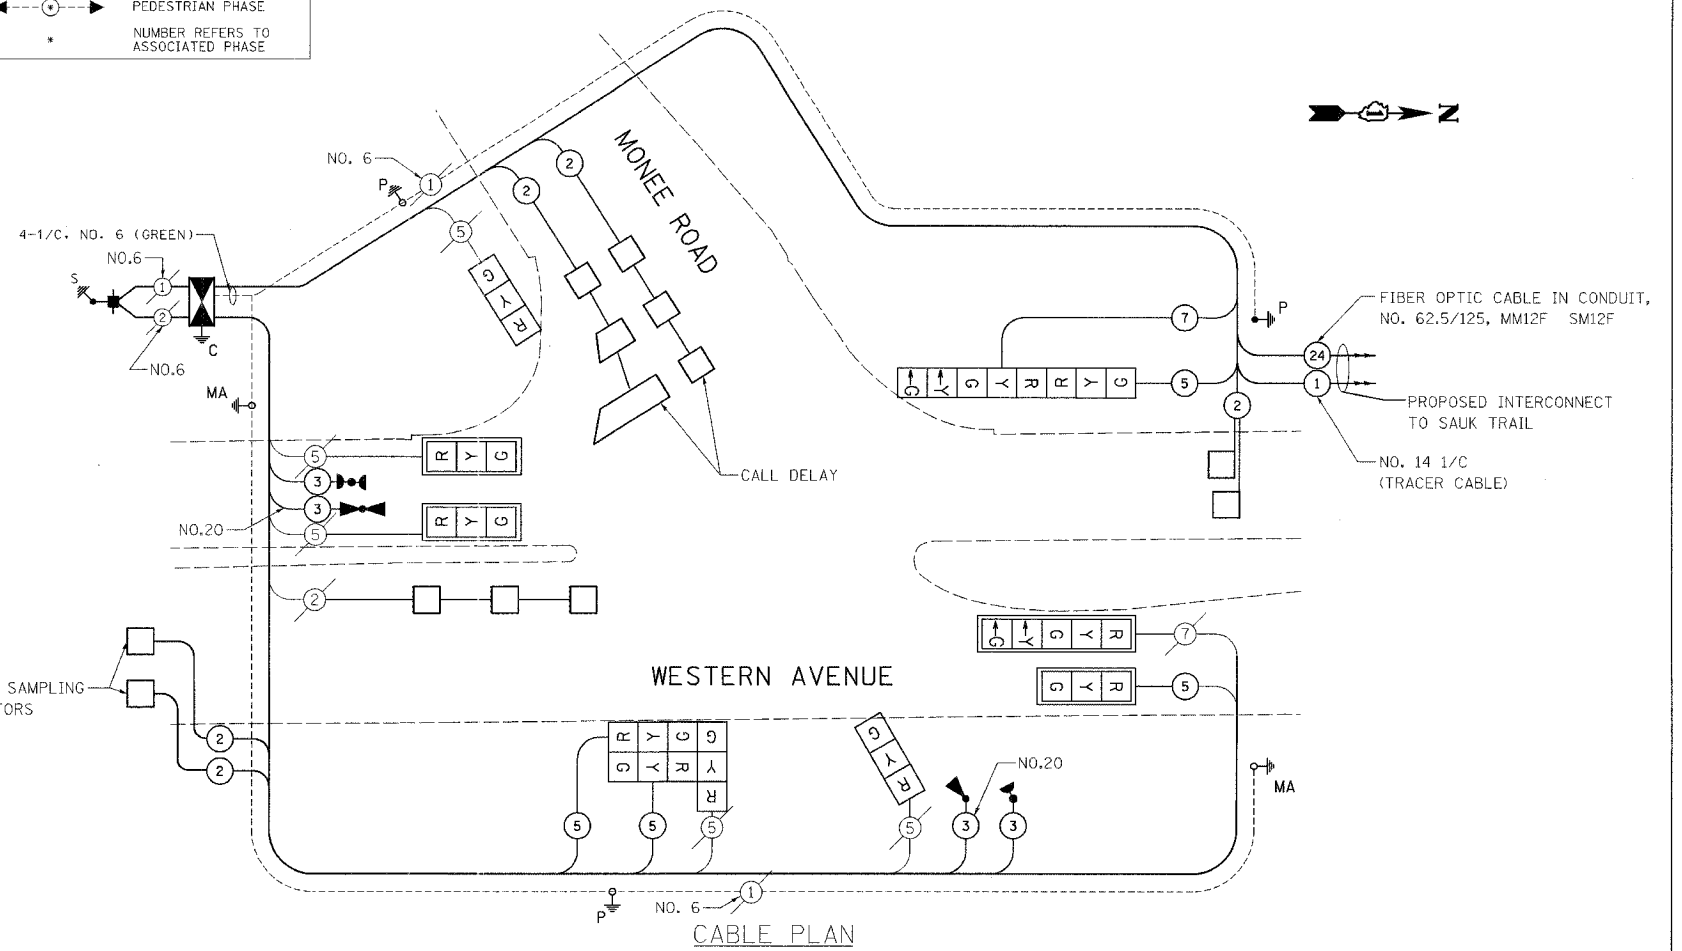 PEDESTRIAN PHASE
*
*
NUMBER REFERS TO
ASSOCIATED PHASE
N
MONEE ROAD
NO. 6
1
P
2
2
5
G Y R
4-1/C, NO. 6 (GREEN)
NO.6
1
S
2
C
NO.6
MA
5
R Y G
3
3
NO.20
5
R Y G
2
CALL DELAY
7
P
FIBER OPTIC CABLE IN CONDUIT,
NO. 62.5/125, MM12F SM12F
24
G Y G Y R R Y G
5
1
2
PROPOSED INTERCONNECT
TO SAUK TRAIL
NO. 14 1/C
(TRACER CABLE)
G Y G Y R
7
G Y R
5
WESTERN AVENUE
SAMPLING
TORS
2
2
R Y G G
G Y R Y
R
G Y R
5
5
5
5
3
3
NO.20
MA
P
NO. 6
1
CABLE PLAN